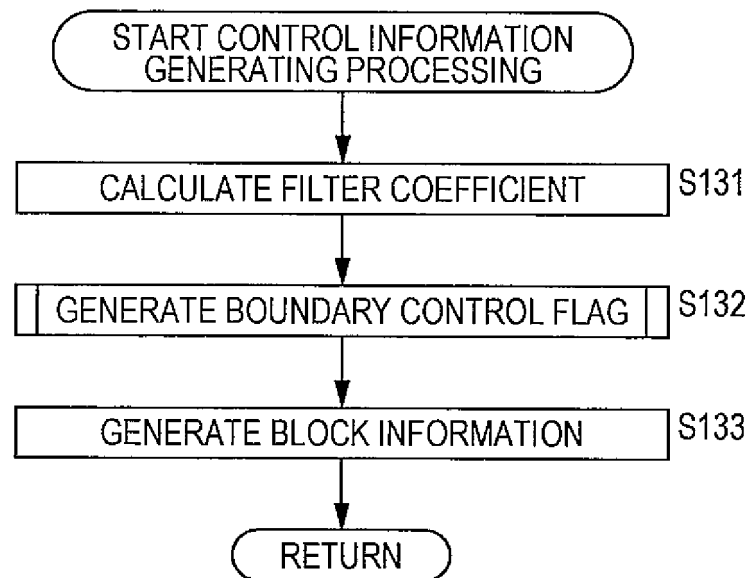 START CONTROL INFORMATION
GENERATING PROCESSING
CALCULATE FILTER COEFFICIENT S131
GENERATE BOUNDARY CONTROL FLAG S132
GENERATE BLOCK INFORMATION S133
RETURN